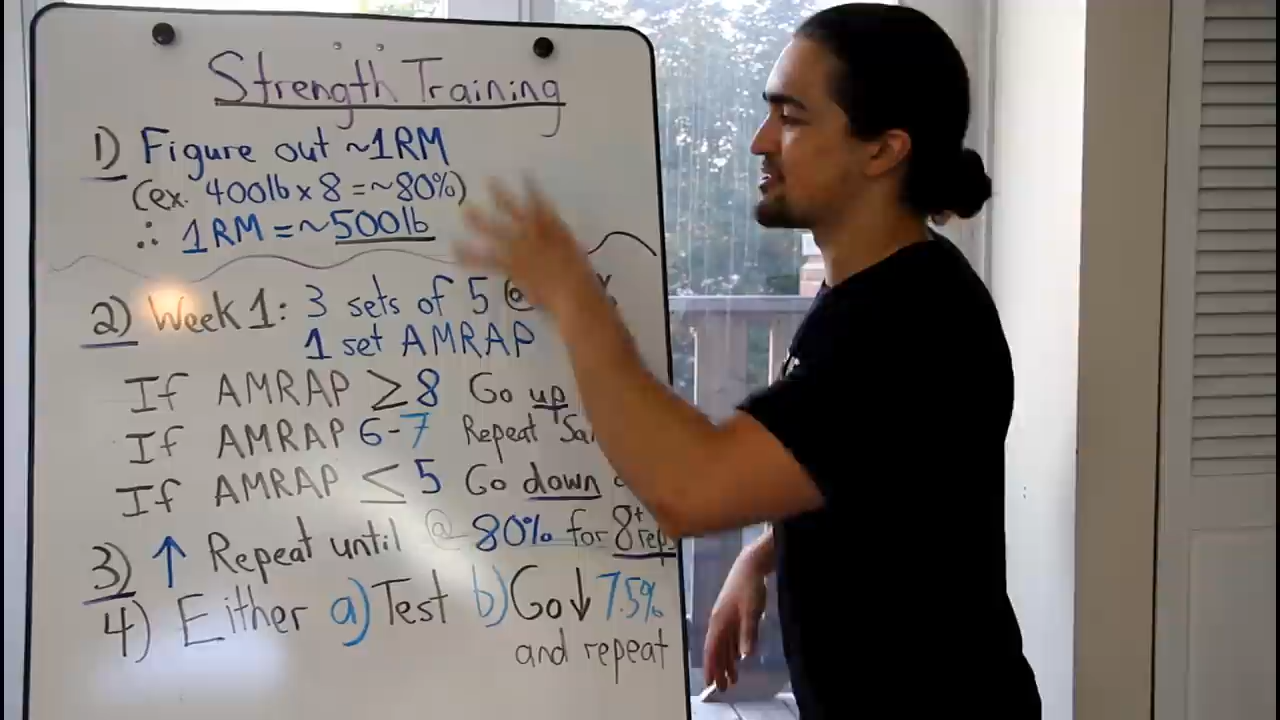 Strength Training
1) Figure out ~1RM
(ex. 400lb x 8 = ~80%)
∴ 1RM = ~500lb
2) Week 1: 3 sets of 5 @
1 set AMRAP
If AMRAP ≥ 8 Go up
If AMRAP 6-7 Repeat
If AMRAP ≤ 5 Go down
3) ↑ Repeat until @ 80% for 8+ reps
4) Either a) Test b) Go ↓ 7.5%
and repeat